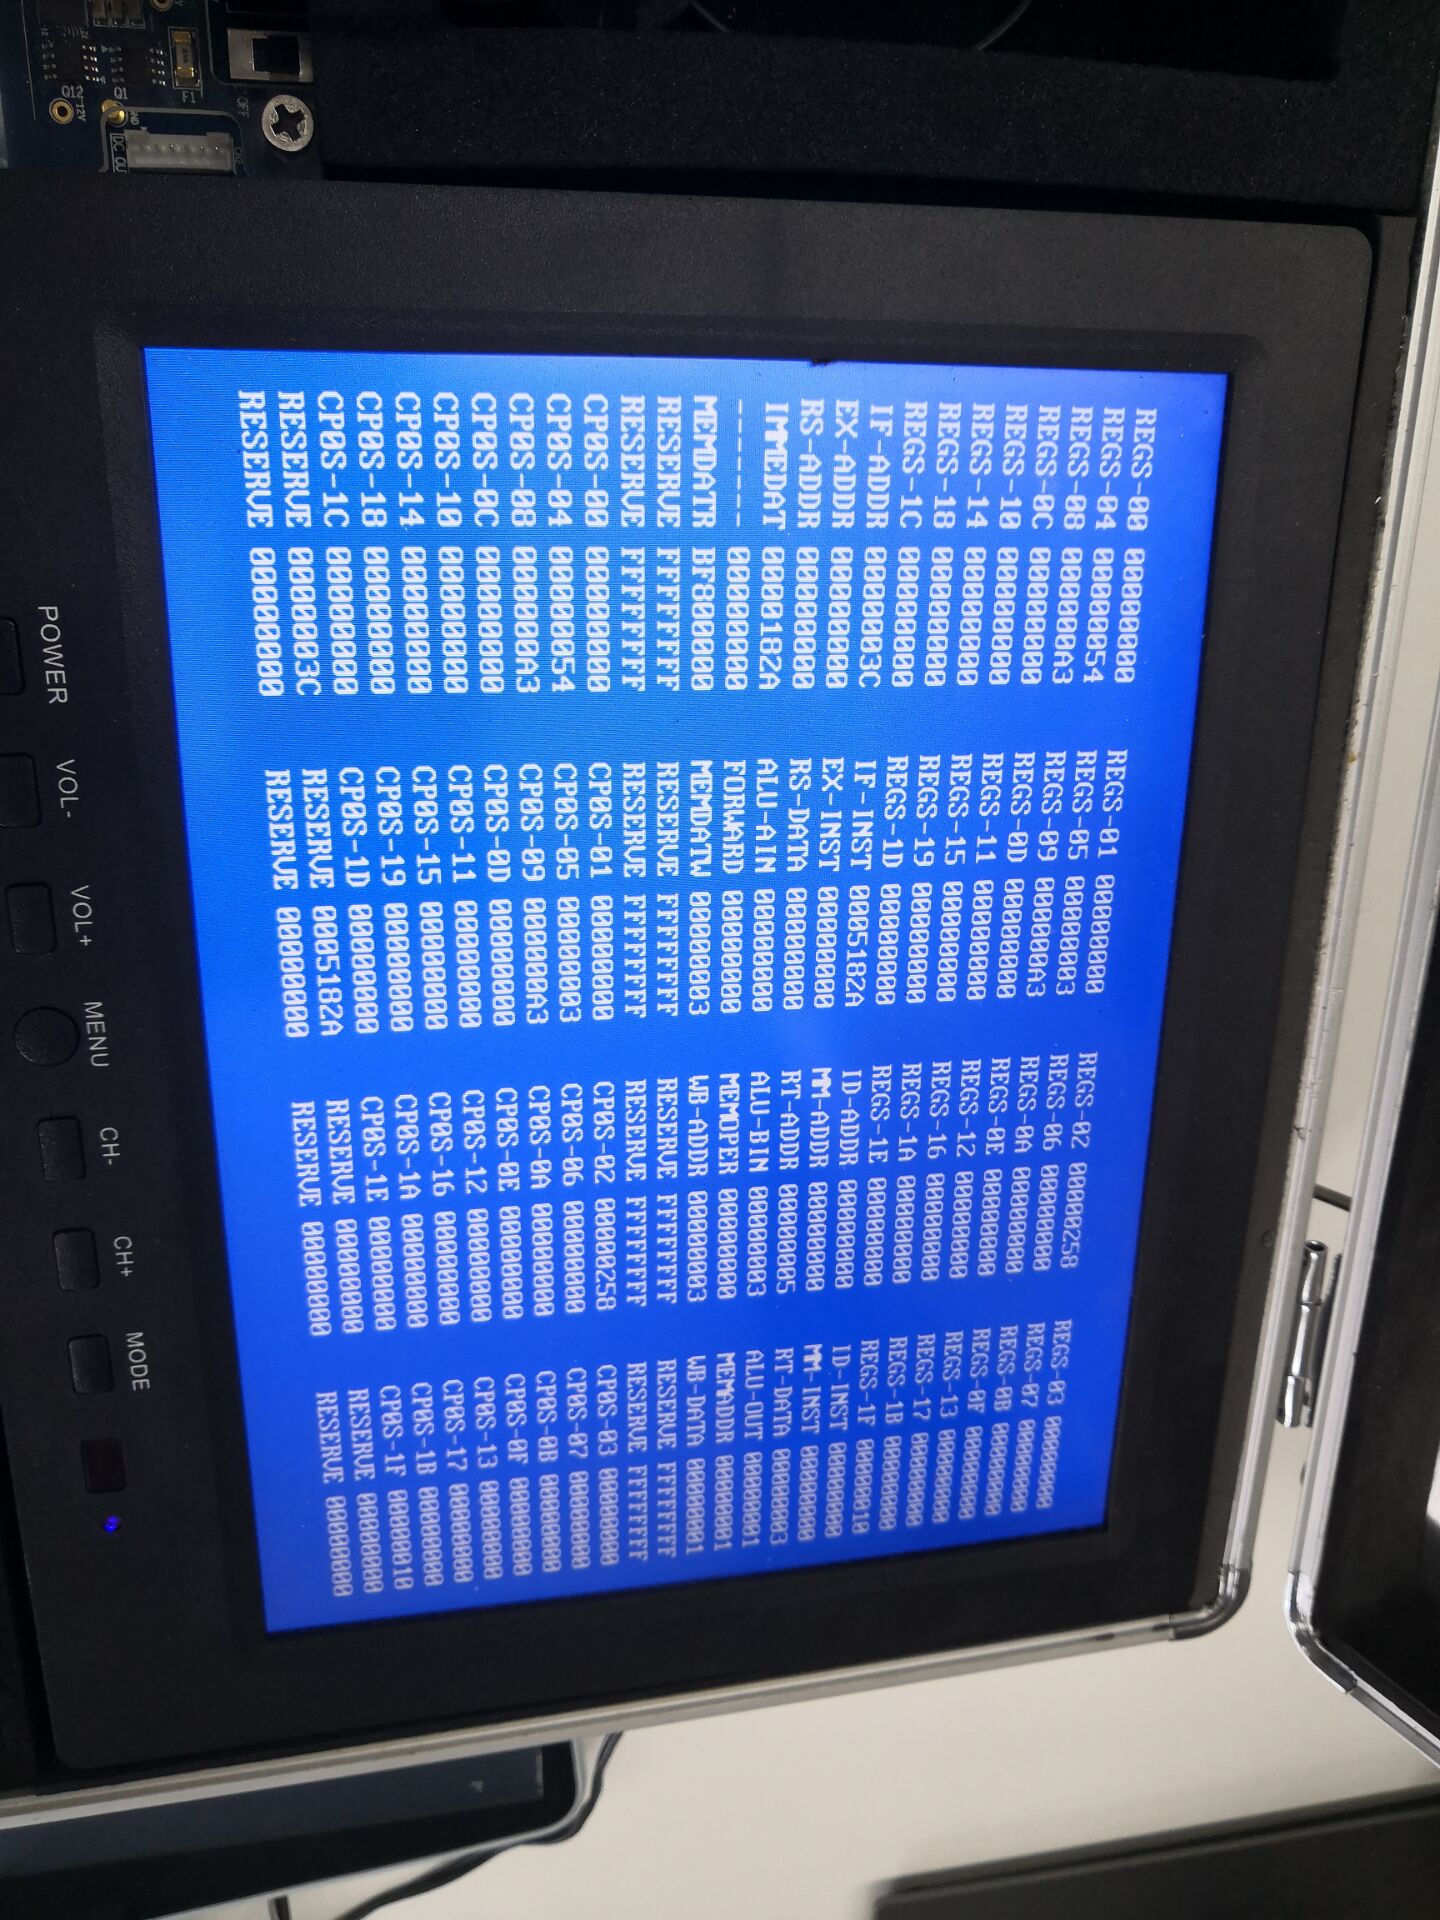 REGS-00 00000000 REGS-01 00000000 REGS-02 00000258 REGS-03 00000000
REGS-04 00000054 REGS-05 00000003 REGS-06 00000000 REGS-07 00000000
REGS-08 000000A3 REGS-09 000000A3 REGS-0A 00000000 REGS-0B 00000000
REGS-0C 00000000 REGS-0D 00000000 REGS-0E 00000000 REGS-0F 00000000
REGS-10 00000000 REGS-11 00000000 REGS-12 00000000 REGS-13 00000000
REGS-14 00000000 REGS-15 00000000 REGS-16 00000000 REGS-17 00000000
REGS-18 00000000 REGS-19 00000000 REGS-1A 00000000 REGS-1B 00000000
REGS-1C 00000000 REGS-1D 00000000 REGS-1E 00000000 REGS-1F 00000010
IF-ADDR 0000003C IF-INST 0005182A ID-ADDR 00000000 ID-INST 00000000
EX-ADDR 00000000 EX-INST 00000000 MM-ADDR 00000000 MM-INST 00000000
RS-ADDR 00000000 RS-DATA 00000000 RT-ADDR 00000005 RT-DATA 00000003
IMMEDAT 0000182A ALU-AIN 00000000 ALU-BIN 00000003 ALU-OUT 00000001
------- 00000000 FORWARD 00000000 MEMOPER 00000000 MEMADDR 00000001
MEMDATR BF800000 MEMDATW 00000003 WB-ADDR 00000003 WB-DATA 00000001
RESERVE FFFFFFFF RESERVE FFFFFFFF RESERVE FFFFFFFF RESERVE FFFFFFFF
RESERVE FFFFFFFF RESERVE FFFFFFFF RESERVE FFFFFFFF RESERVE FFFFFFFF
CP0S-00 00000000 CP0S-01 00000000 CP0S-02 00000258 CP0S-03 00000000
CP0S-04 00000054 CP0S-05 00000003 CP0S-06 00000000 CP0S-07 00000000
CP0S-08 000000A3 CP0S-09 000000A3 CP0S-0A 00000000 CP0S-0B 00000000
CP0S-0C 00000000 CP0S-0D 00000000 CP0S-0E 00000000 CP0S-0F 00000000
CP0S-10 00000000 CP0S-11 00000000 CP0S-12 00000000 CP0S-13 00000000
CP0S-14 00000000 CP0S-15 00000000 CP0S-16 00000000 CP0S-17 00000000
CP0S-18 00000000 CP0S-19 00000000 CP0S-1A 00000000 CP0S-1B 00000000
CP0S-1C 00000000 CP0S-1D 00000000 CP0S-1E 00000000 CP0S-1F 00000010
RESERVE 0000003C RESERVE 0005182A RESERVE 00000000 RESERVE 00000000
RESERVE 00000000 RESERVE 00000000 RESERVE 00000000 RESERVE 00000000
POWER VOL- VOL+ MENU CH- CH+ MODE
Q12
-12V
Q1
F1
OFF